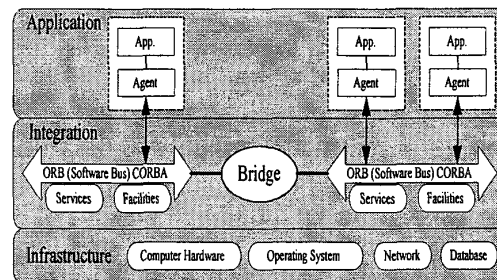 Application
App.
Agent
App.
Agent
App.
Agent
Integration
ORB (Software Bus) CORBA
Services
Facilities
Bridge
ORB (Software Bus) CORBA
Services
Facilities
Infrastructure
Computer Hardware
Operating System
Network
Database